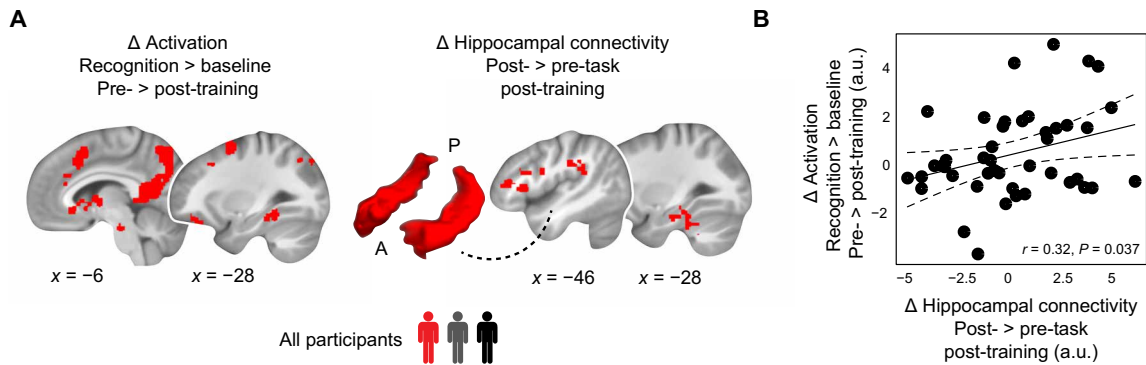 A
Δ Activation
Recognition > baseline
Pre- > post-training
x = −6
x = −28
Δ Hippocampal connectivity
Post- > pre-task
post-training
P
A
x = −46
x = −28
All participants
B
Δ Activation
Recognition > baseline
Pre- > post-training (a.u.)
4
2
0
−2
r = 0.32, P = 0.037
−5
−2.5
0
2.5
5
Δ Hippocampal connectivity
Post- > pre-task
post-training (a.u.)